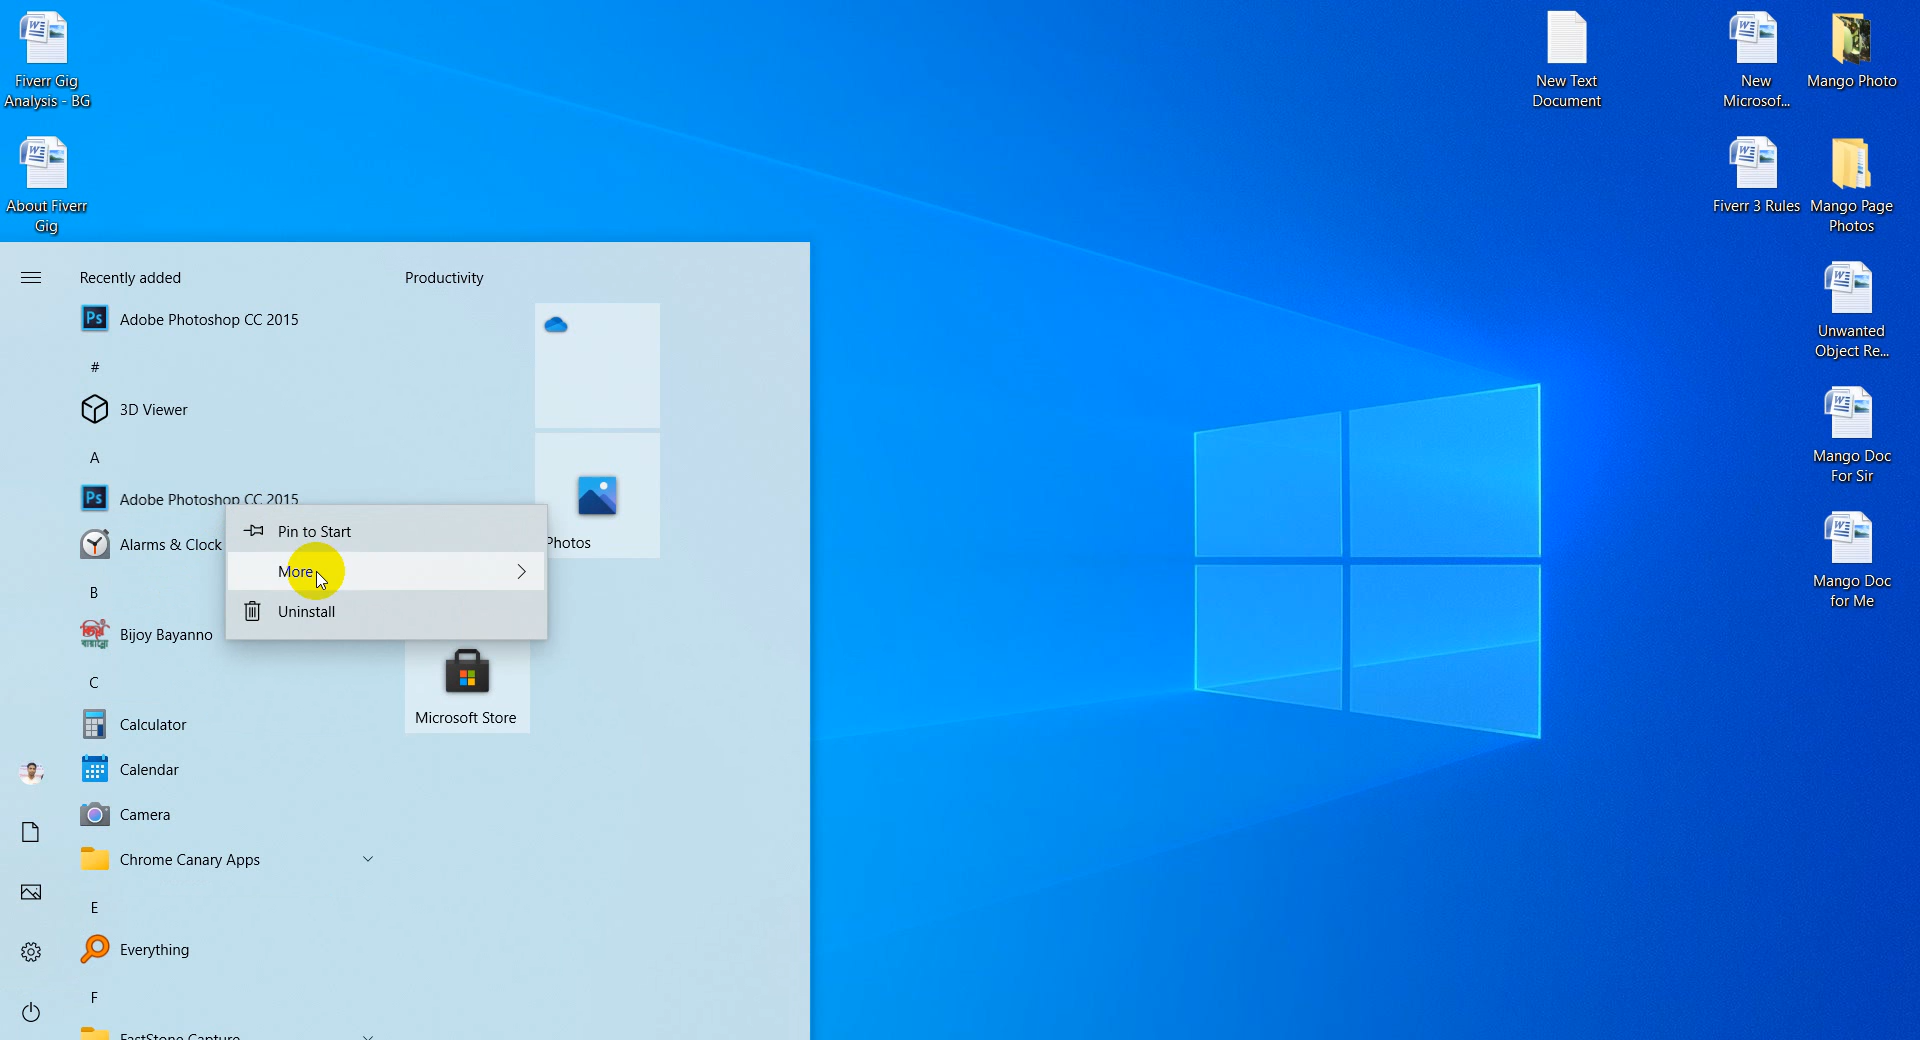 Fiverr Gig
Analysis - BG
About Fiverr
Gig
New Text
Document
New
Microsof...
Mango Photo
Fiverr 3 Rules
Mango Page
Photos
Unwanted
Object Re...
Mango Doc
For Sir
Mango Doc
for Me
Recently added
Adobe Photoshop CC 2015
#
3D Viewer
A
Adobe Photoshop CC 2015
Alarms & Clock
B
Bijoy Bayanno
C
Calculator
Calendar
Camera
Chrome Canary Apps
E
Everything
F
FastStone Capture
Pin to Start
More
Uninstall
Productivity
Photos
Microsoft Store